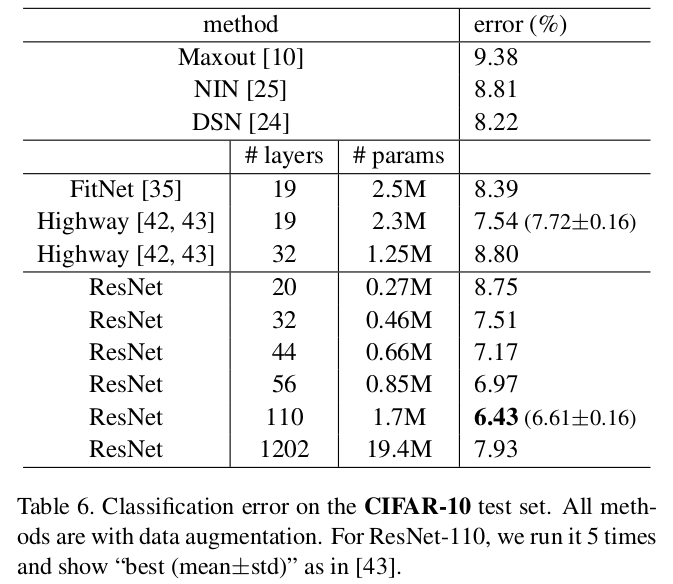 method error (%)
Maxout [10] 9.38
NIN [25] 8.81
DSN [24] 8.22
# layers # params
FitNet [35] 19 2.5M 8.39
Highway [42, 43] 19 2.3M 7.54 (7.72±0.16)
Highway [42, 43] 32 1.25M 8.80
ResNet 20 0.27M 8.75
ResNet 32 0.46M 7.51
ResNet 44 0.66M 7.17
ResNet 56 0.85M 6.97
ResNet 110 1.7M 6.43 (6.61±0.16)
ResNet 1202 19.4M 7.93
Table 6. Classification error on the CIFAR-10 test set. All meth-
ods are with data augmentation. For ResNet-110, we run it 5 times
and show “best (mean±std)” as in [43].